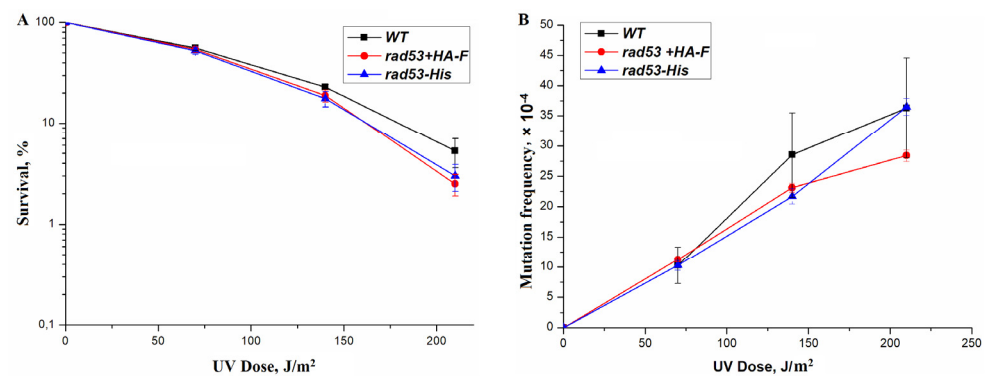 A
100
10
1
0,1
Survival, %
0
50
100
150
200
UV Dose, J/m²
WT
rad53+HA-F
rad53-His
B
50
45
40
35
30
25
20
15
10
5
0
Mutation frequency, × 10⁻⁴
0
50
100
150
200
250
UV Dose, J/m²
WT
rad53 +HA-F
rad53-His